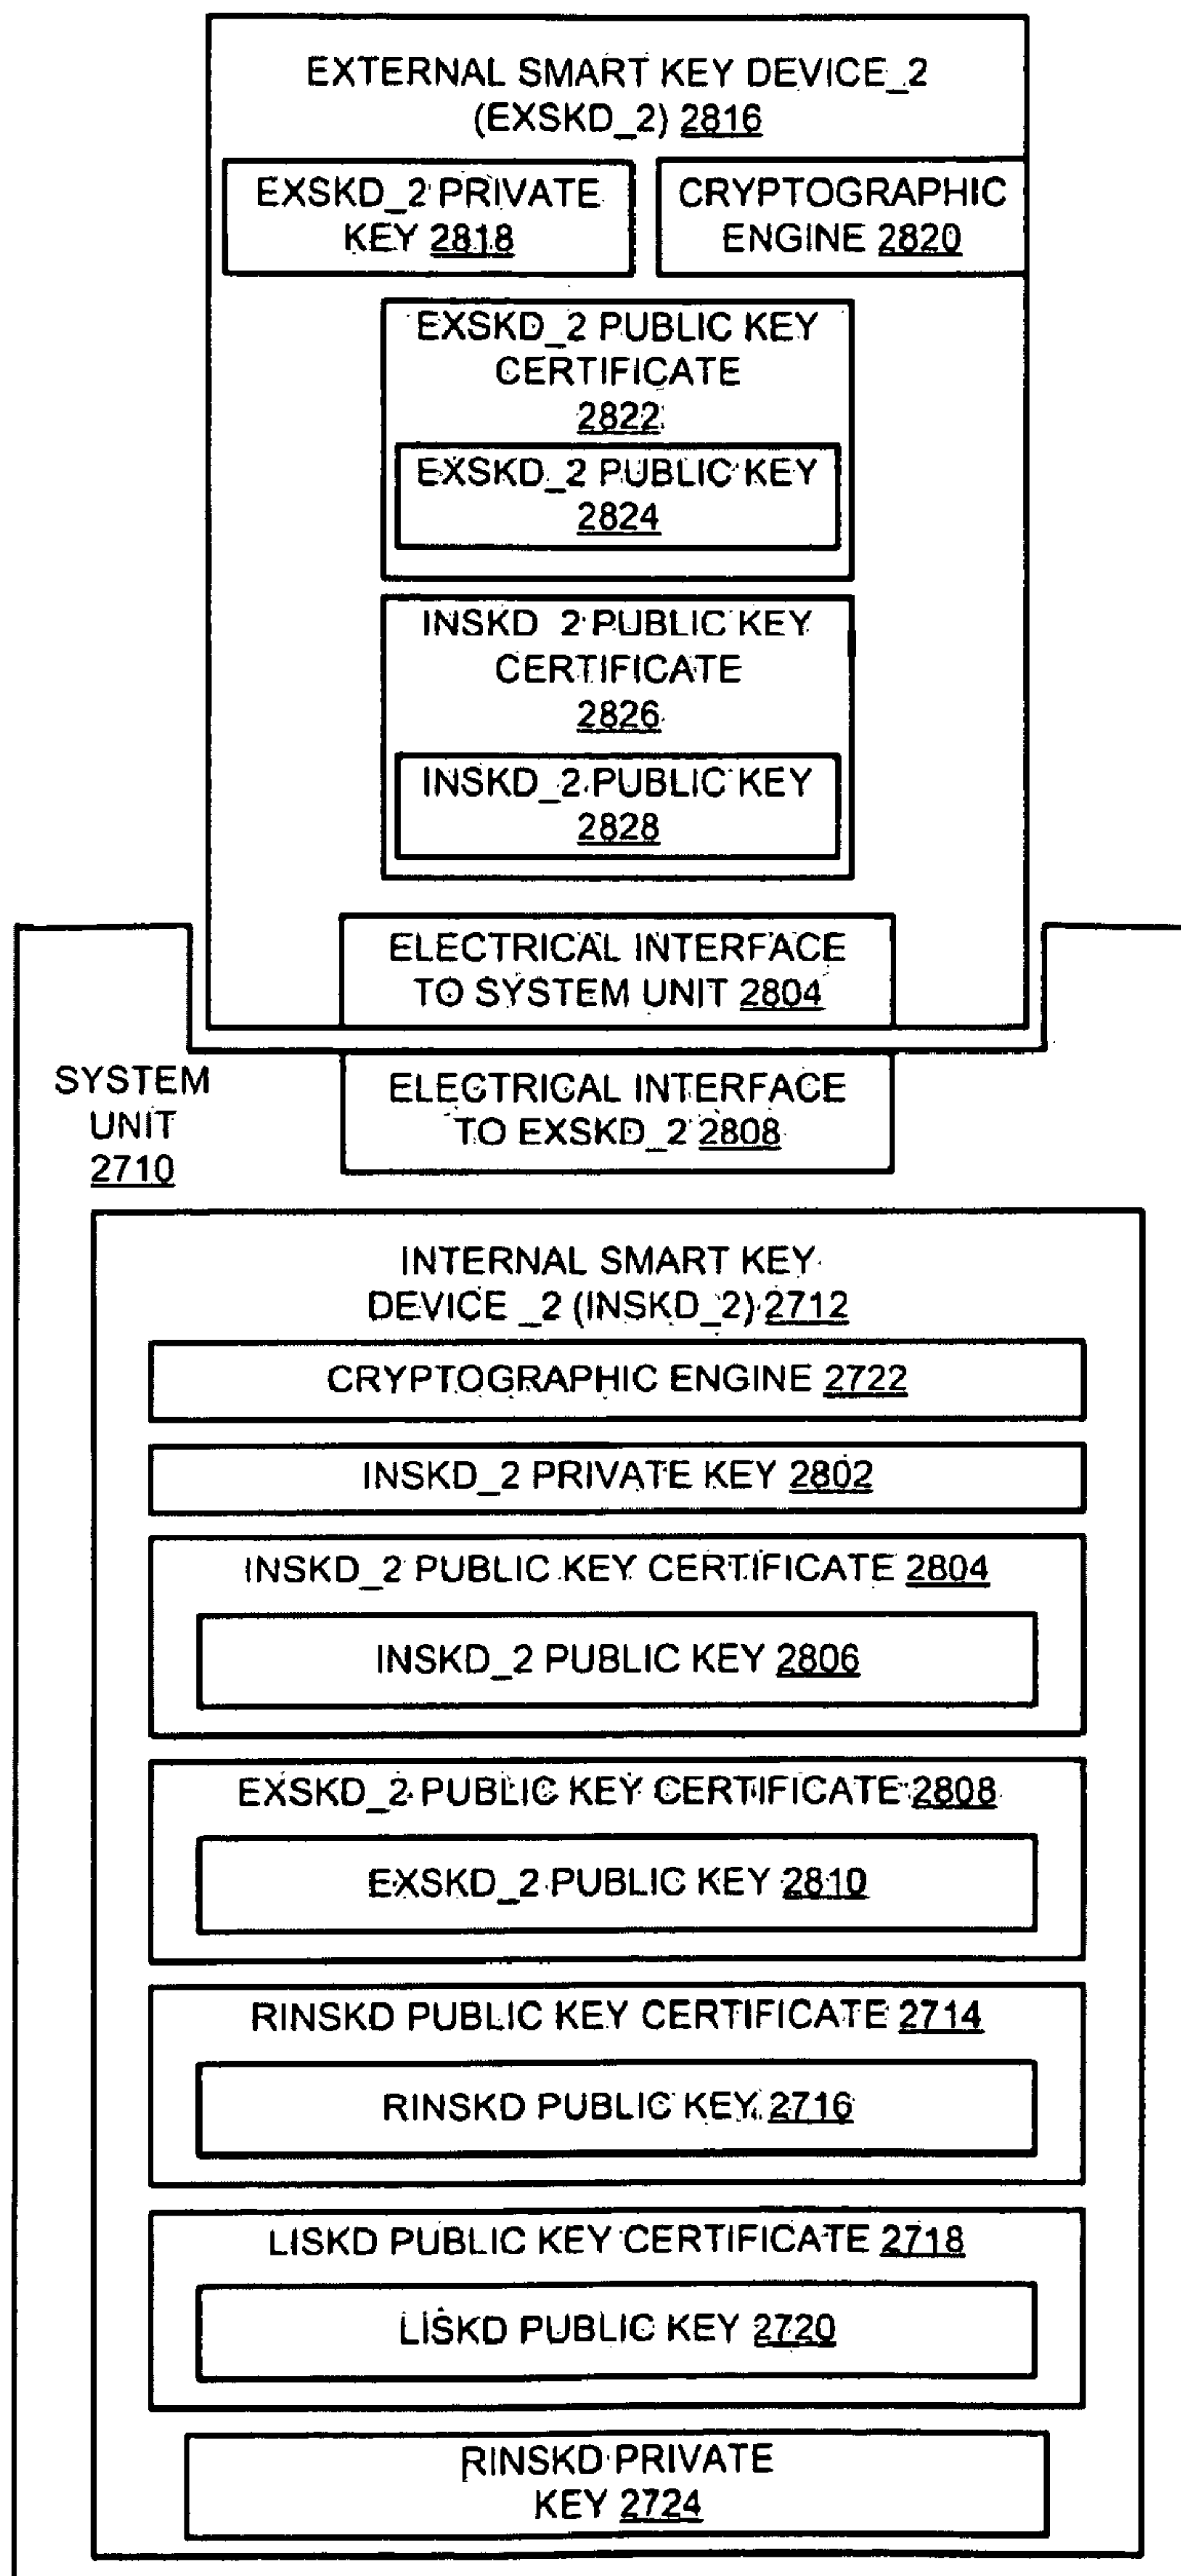 EXTERNAL SMART KEY DEVICE_2
(EXSKD_2) 2816
EXSKD_2 PRIVATE
KEY 2818
CRYPTOGRAPHIC
ENGINE 2820
EXSKD_2 PUBLIC KEY
CERTIFICATE
2822
EXSKD_2 PUBLIC KEY
2824
INSKD_2 PUBLIC KEY
CERTIFICATE
2826
INSKD_2 PUBLIC KEY
2828
ELECTRICAL INTERFACE
TO SYSTEM UNIT 2804
SYSTEM
UNIT
2710
ELECTRICAL INTERFACE
TO EXSKD_2 2808
INTERNAL SMART KEY
DEVICE _2 (INSKD_2) 2712
CRYPTOGRAPHIC ENGINE 2722
INSKD_2 PRIVATE KEY 2802
INSKD_2 PUBLIC KEY CERTIFICATE 2804
INSKD_2 PUBLIC KEY 2806
EXSKD_2 PUBLIC KEY CERTIFICATE 2808
EXSKD_2 PUBLIC KEY 2810
RINSKD PUBLIC KEY CERTIFICATE 2714
RINSKD PUBLIC KEY 2716
LISKD PUBLIC KEY CERTIFICATE 2718
LISKD PUBLIC KEY 2720
RINSKD PRIVATE
KEY 2724